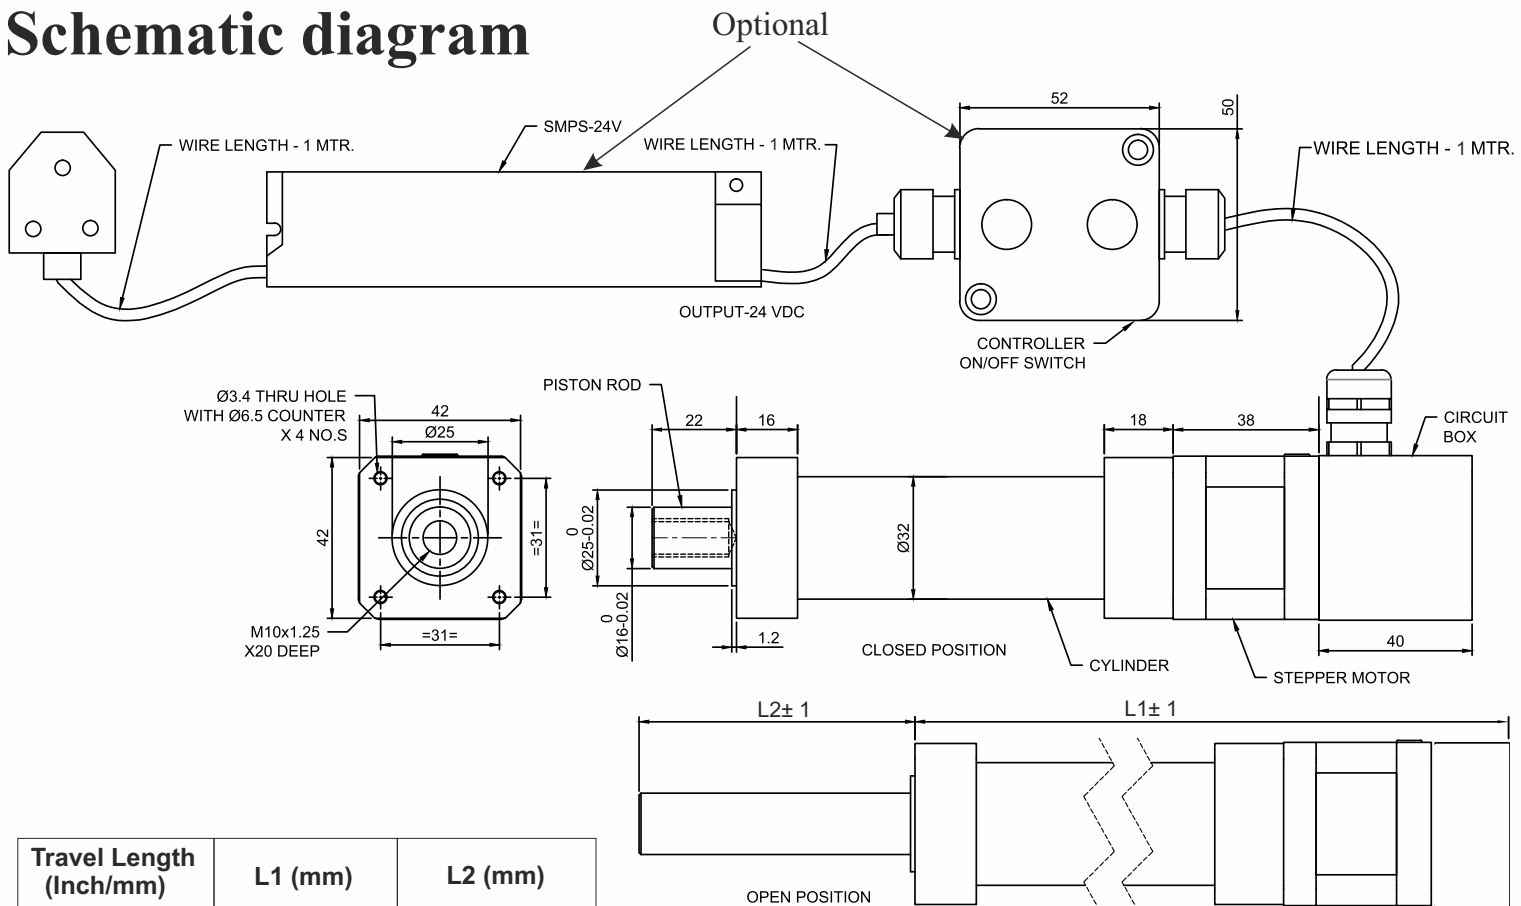 Schematic diagram
Optional
52
50
SMPS-24V
WIRE LENGTH - 1 MTR.
WIRE LENGTH - 1 MTR.
WIRE LENGTH - 1 MTR.
OUTPUT-24 VDC
CONTROLLER
ON/OFF SWITCH
Ø3.4 THRU HOLE
WITH Ø6.5 COUNTER
X 4 NO.S
42
Ø25
42
=31=
=31=
M10x1.25
X20 DEEP
PISTON ROD
22
16
18
38
CIRCUIT
BOX
0
Ø25-0.02
0
Ø16-0.02
Ø32
1.2
CLOSED POSITION
CYLINDER
40
STEPPER MOTOR
L2± 1
L1± 1
OPEN POSITION
Travel Length
(Inch/mm)
L1 (mm)
L2 (mm)